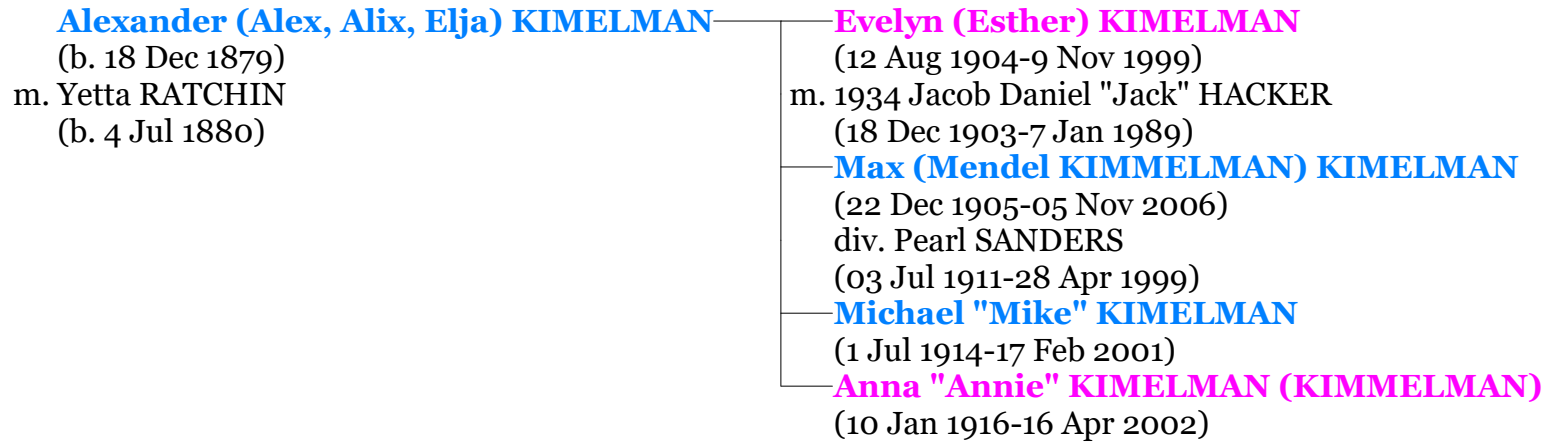 Alexander (Alex, Alix, Elja) KIMELMAN
(b. 18 Dec 1879)
m. Yetta RATCHIN
(b. 4 Jul 1880)
Evelyn (Esther) KIMELMAN
(12 Aug 1904-9 Nov 1999)
m. 1934 Jacob Daniel "Jack" HACKER
(18 Dec 1903-7 Jan 1989)
Max (Mendel KIMMELMAN) KIMELMAN
(22 Dec 1905-05 Nov 2006)
div. Pearl SANDERS
(03 Jul 1911-28 Apr 1999)
Michael "Mike" KIMELMAN
(1 Jul 1914-17 Feb 2001)
Anna "Annie" KIMELMAN (KIMMELMAN)
(10 Jan 1916-16 Apr 2002)